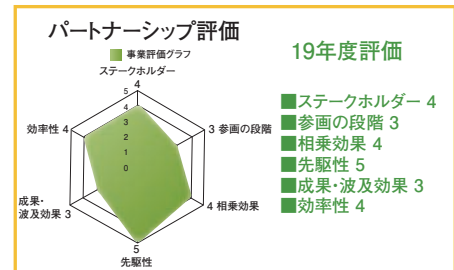 パートナーシップ評価
事業評価グラフ
ステークホルダー
4
5
4
3
2
1
0
効率性 4
3 参画の段階
成果・
波及効果 3
4 相乗効果
5
先駆性
19年度評価
■ステークホルダー 4
■参画の段階 3
■相乗効果 4
■先駆性 5
■成果・波及効果 3
■効率性 4